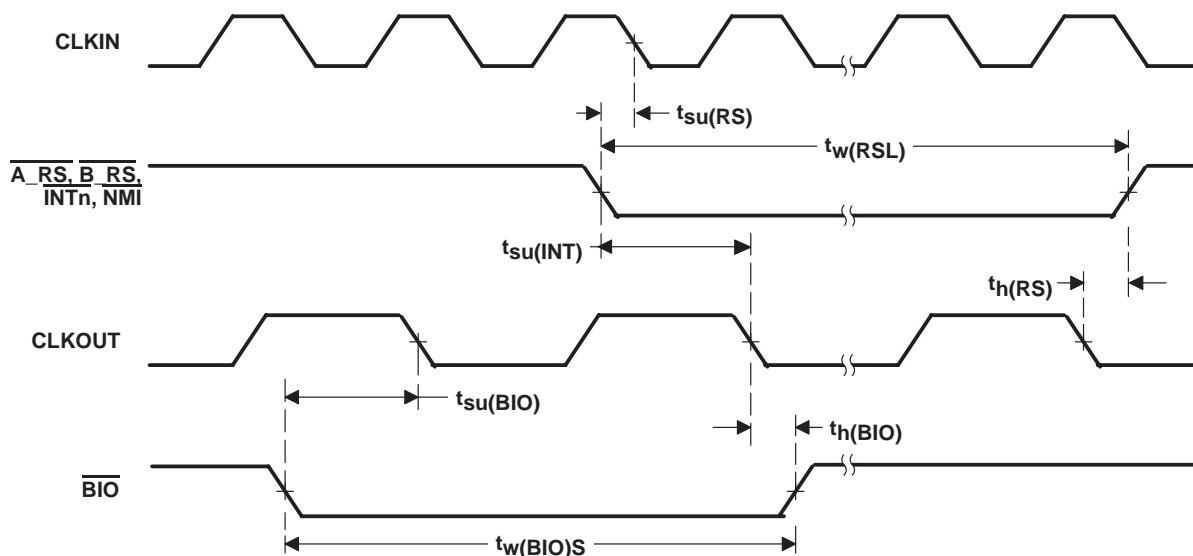 CLKIN
tsu(RS)
tw(RSL)
A_RS, B_RS,
INTn, NMI
tsu(INT)
th(RS)
CLKOUT
tsu(BIO)
th(BIO)
BIO
tw(BIO)S